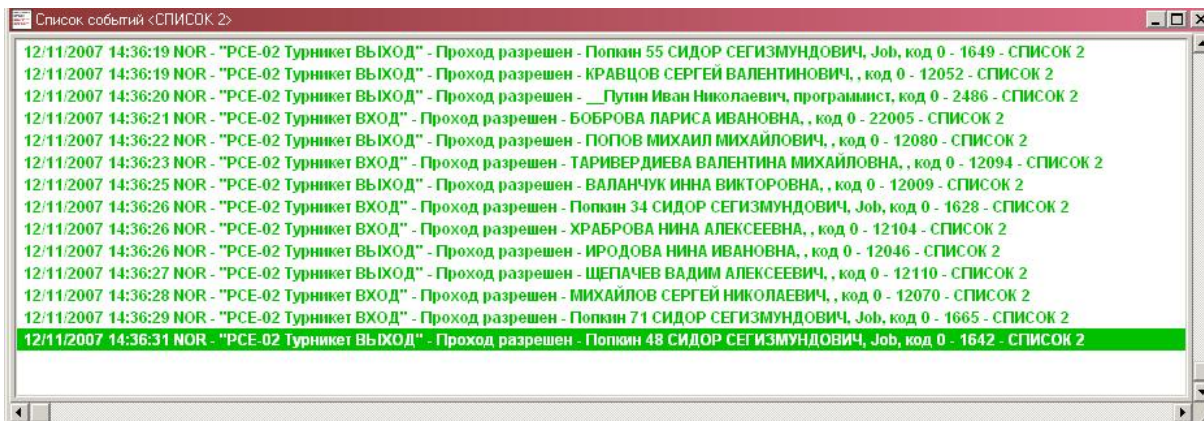 Список событий <СПИСОК 2>
12/11/2007 14:36:19 NOR - "PCE-02 Турникет ВЫХОД" - Проход разрешен - Попкин 55 СИДОР СЕГИЗМУНДОВИЧ, Job, код 0 - 1649 - СПИСОК 2
12/11/2007 14:36:19 NOR - "PCE-02 Турникет ВЫХОД" - Проход разрешен - КРАВЦОВ СЕРГЕЙ ВАЛЕНТИНОВИЧ, , код 0 - 12052 - СПИСОК 2
12/11/2007 14:36:20 NOR - "PCE-02 Турникет ВЫХОД" - Проход разрешен - __Путин Иван Николаевич, программист, код 0 - 2486 - СПИСОК 2
12/11/2007 14:36:21 NOR - "PCE-02 Турникет ВХОД" - Проход разрешен - БОБРОВА ЛАРИСА ИВАНОВНА, , код 0 - 22005 - СПИСОК 2
12/11/2007 14:36:22 NOR - "PCE-02 Турникет ВЫХОД" - Проход разрешен - ПОПОВ МИХАИЛ МИХАЙЛОВИЧ, , код 0 - 12080 - СПИСОК 2
12/11/2007 14:36:23 NOR - "PCE-02 Турникет ВХОД" - Проход разрешен - ТАРИВЕРДИЕВА ВАЛЕНТИНА МИХАЙЛОВНА, , код 0 - 12094 - СПИСОК 2
12/11/2007 14:36:25 NOR - "PCE-02 Турникет ВЫХОД" - Проход разрешен - ВАЛАНЧУК ИННА ВИКТОРОВНА, , код 0 - 12009 - СПИСОК 2
12/11/2007 14:36:26 NOR - "PCE-02 Турникет ВХОД" - Проход разрешен - Попкин 34 СИДОР СЕГИЗМУНДОВИЧ, Job, код 0 - 1628 - СПИСОК 2
12/11/2007 14:36:26 NOR - "PCE-02 Турникет ВЫХОД" - Проход разрешен - ХРАБРОВА НИНА АЛЕКСЕЕВНА, , код 0 - 12104 - СПИСОК 2
12/11/2007 14:36:26 NOR - "PCE-02 Турникет ВХОД" - Проход разрешен - ИРОДОВА НИНА ИВАНОВНА, , код 0 - 12046 - СПИСОК 2
12/11/2007 14:36:27 NOR - "PCE-02 Турникет ВЫХОД" - Проход разрешен - ЩЕПАЧЕВ ВАДИМ АЛЕКСЕЕВИЧ, , код 0 - 12110 - СПИСОК 2
12/11/2007 14:36:28 NOR - "PCE-02 Турникет ВХОД" - Проход разрешен - МИХАЙЛОВ СЕРГЕЙ НИКОЛАЕВИЧ, , код 0 - 12070 - СПИСОК 2
12/11/2007 14:36:29 NOR - "PCE-02 Турникет ВХОД" - Проход разрешен - Попкин 71 СИДОР СЕГИЗМУНДОВИЧ, Job, код 0 - 1665 - СПИСОК 2
12/11/2007 14:36:31 NOR - "PCE-02 Турникет ВЫХОД" - Проход разрешен - Попкин 48 СИДОР СЕГИЗМУНДОВИЧ, Job, код 0 - 1642 - СПИСОК 2